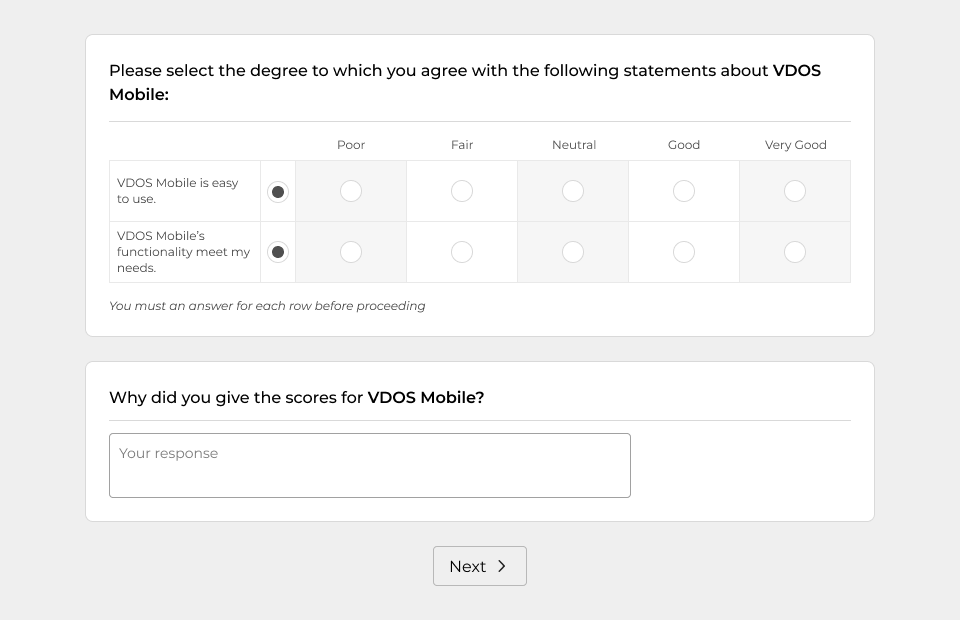 Please select the degree to which you agree with the following statements about VDOS
Mobile:
Poor Fair Neutral Good Very Good
VDOS Mobile is easy
to use.
VDOS Mobile’s
functionality meet my
needs.
You must an answer for each row before proceeding
Why did you give the scores for VDOS Mobile?
Your response
Next